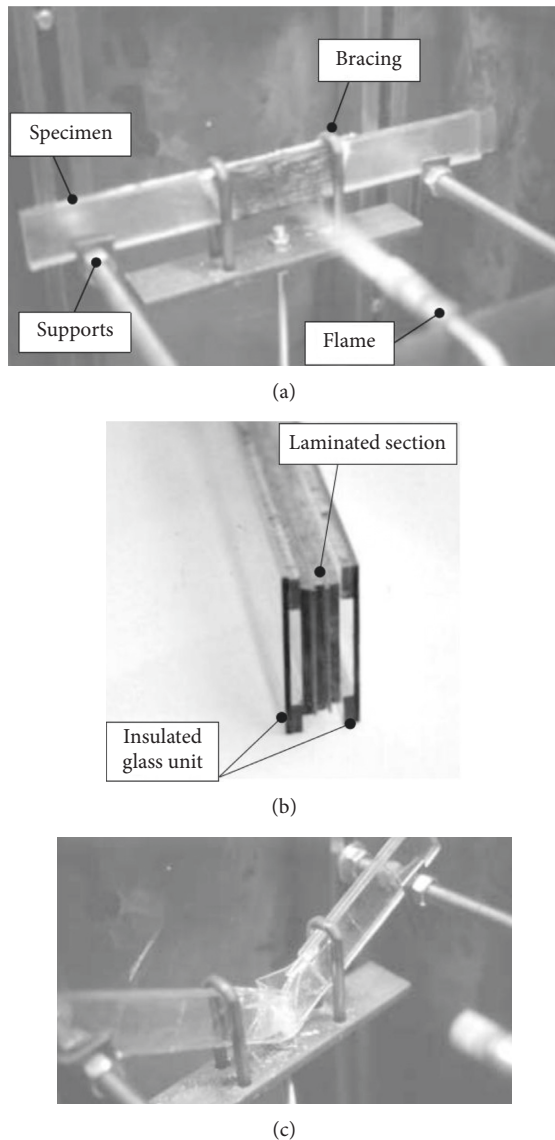 Bracing
Specimen
Supports
Flame
(a)
Laminated section
Insulated
glass unit
(b)
(c)